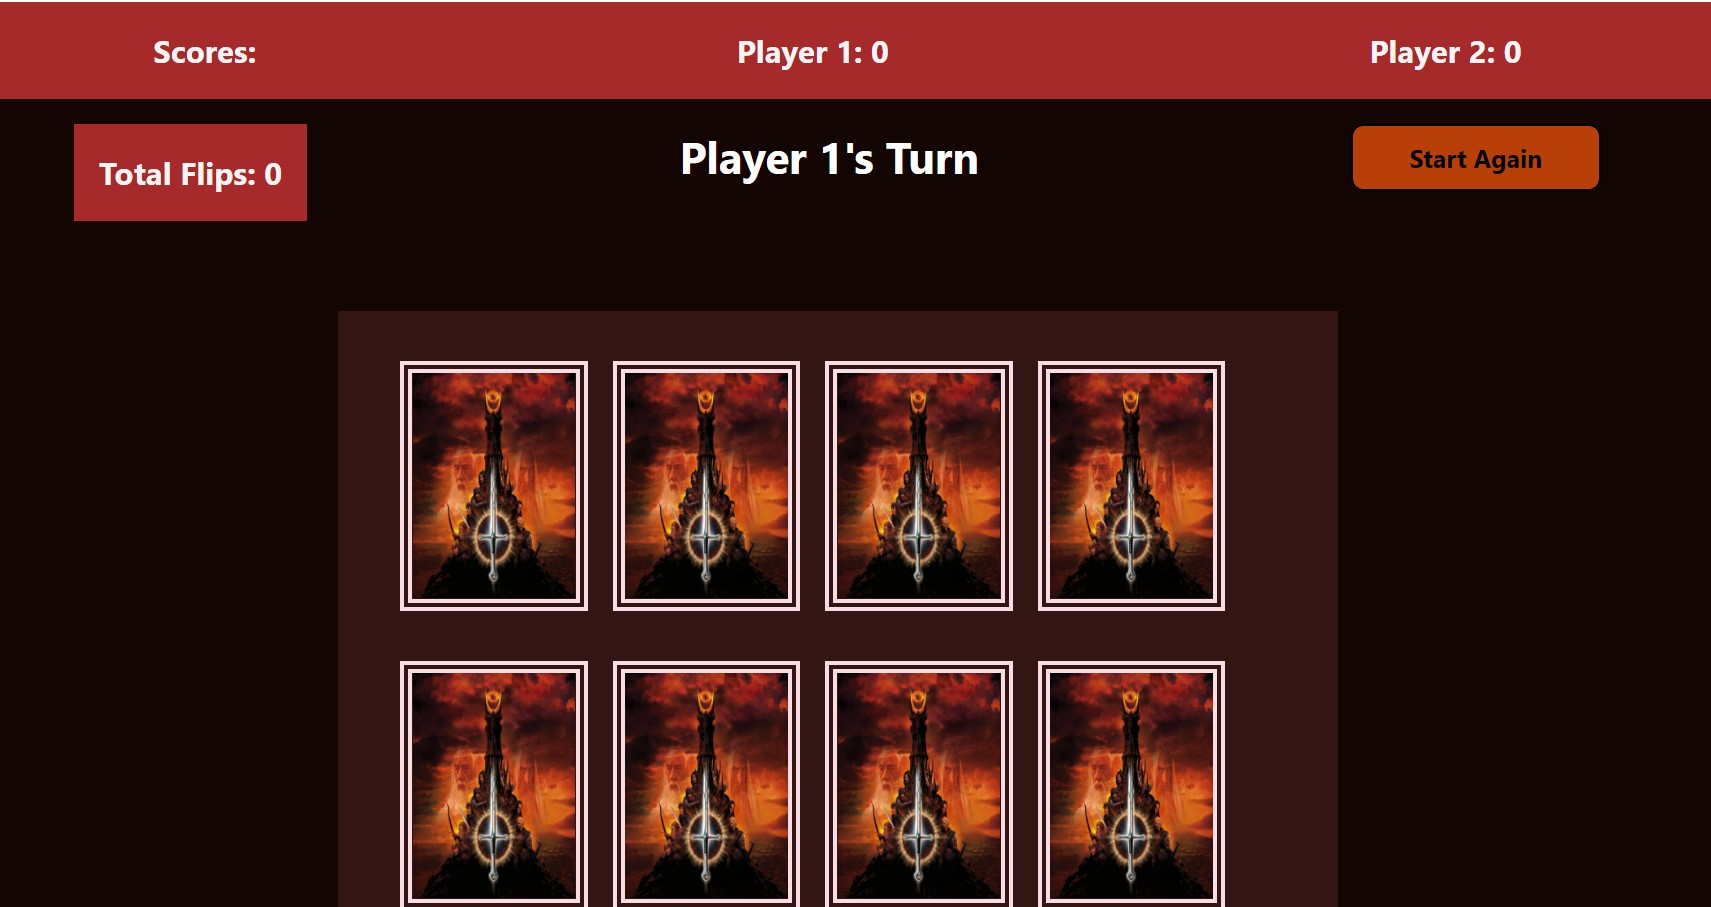 Scores:
Player 1: 0
Player 2: 0
Total Flips: 0
Player 1's Turn
Start Again